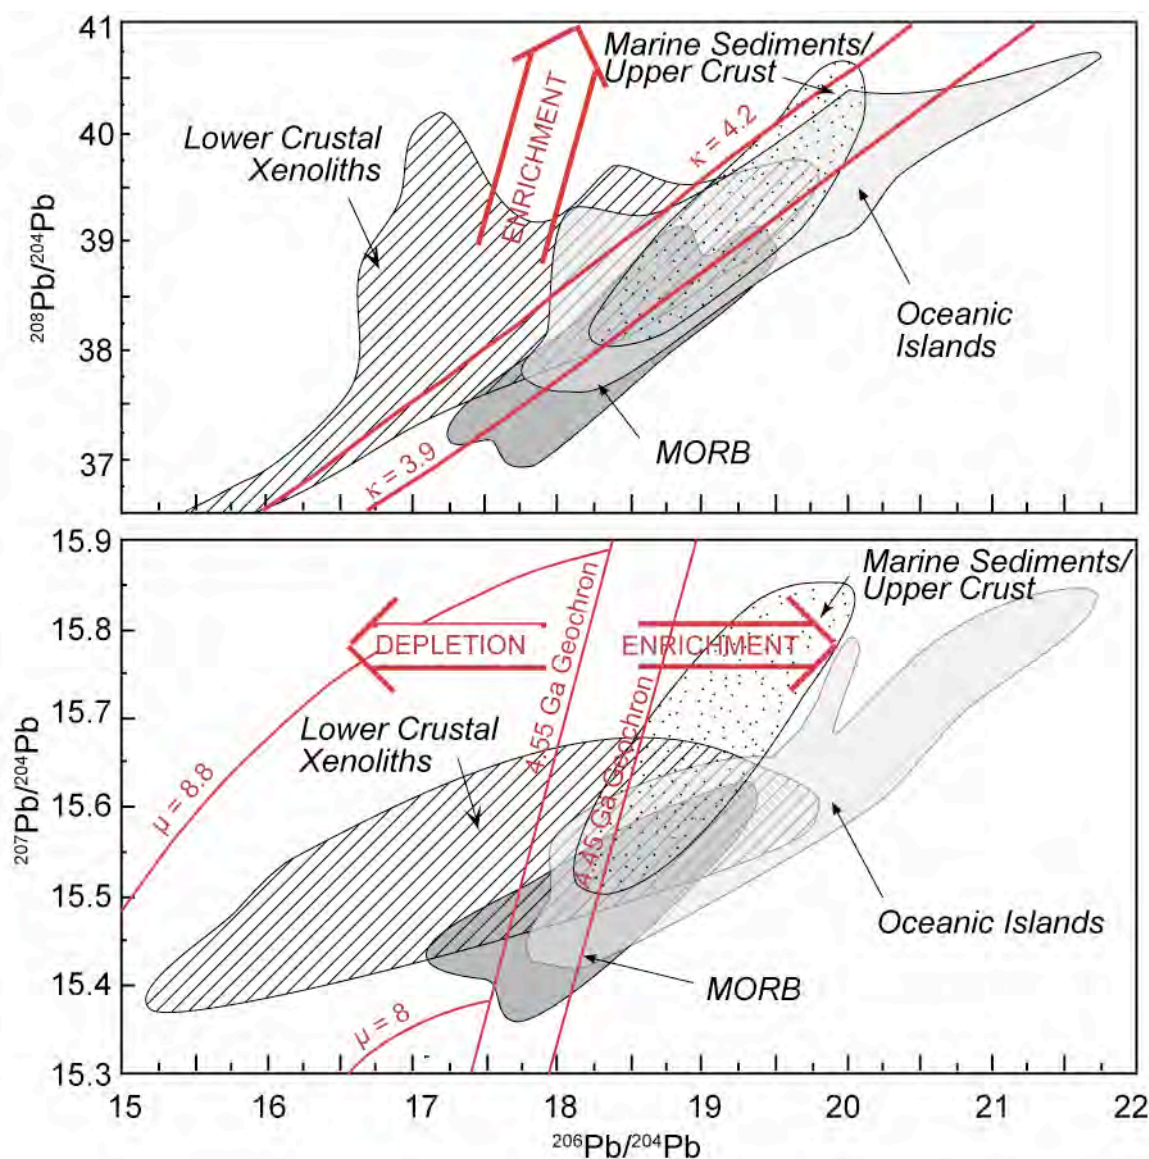 41
40
39
38
37
²⁰⁸Pb/²⁰⁴Pb
Marine Sediments/
Upper Crust
Lower Crustal
Xenoliths
ENRICHMENT
κ = 4.2
κ = 3.9
Oceanic
Islands
MORB
15.9
15.8
15.7
15.6
15.5
15.4
15.3
²⁰⁷Pb/²⁰⁴Pb
Marine Sediments/
Upper Crust
DEPLETION
ENRICHMENT
4.55 Ga Geochron
4.45 Ga Geochron
Lower Crustal
Xenoliths
μ = 8.8
μ = 8
Oceanic Islands
MORB
15 16 17 18 19 20 21 22
²⁰⁶Pb/²⁰⁴Pb